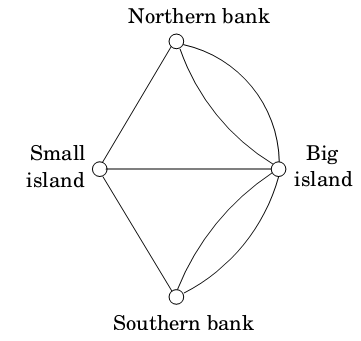 Northern bank
Small
island
Big
island
Southern bank